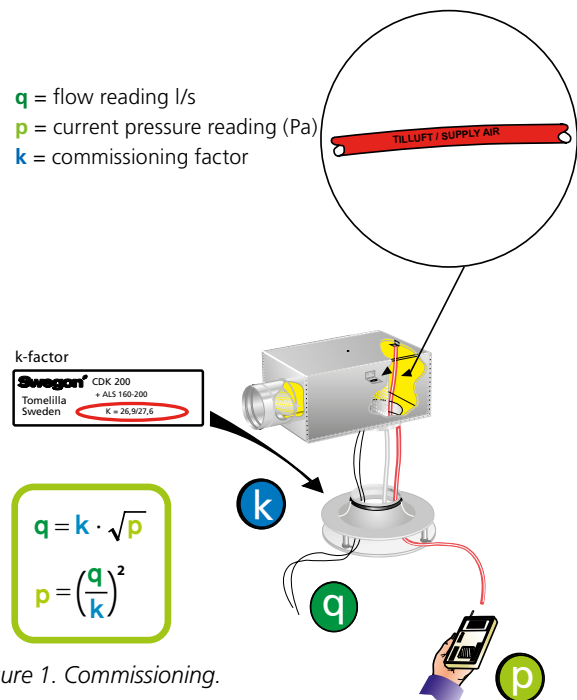 q = flow reading l/s
p = current pressure reading (Pa)
k = commissioning factor
TILLUFT / SUPPLY AIR
k-factor
Swegon CDK 200
+ ALS 160-200
Tomelilla
Sweden
K = 26,9/27,6
k
q = k · √p
p = (q/k)²
q
p
ure 1. Commissioning.